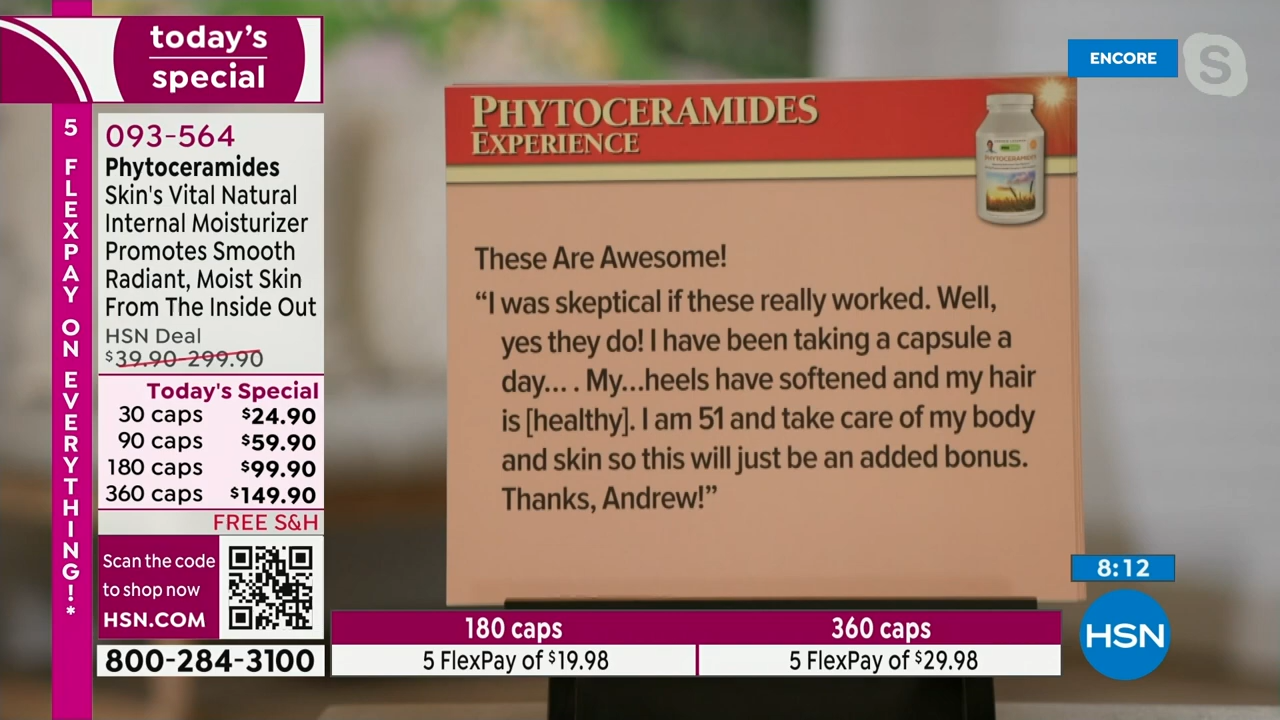 today's
special
5 FLEXPAY ON EVERYTHING!*
093-564
Phytoceramides
Skin's Vital Natural
Internal Moisturizer
Promotes Smooth
Radiant, Moist Skin
From The Inside Out
HSN Deal
$39.90-299.90
Today's Special
30 caps $24.90
90 caps $59.90
180 caps $99.90
360 caps $149.90
FREE S&H
Scan the code
to shop now
HSN.COM
800-284-3100
ENCORE
S
PHYTOCERAMIDES
EXPERIENCE
PHYTOCERAMIDES
These Are Awesome!
“I was skeptical if these really worked. Well,
yes they do! I have been taking a capsule a
day... . My...heels have softened and my hair
is [healthy]. I am 51 and take care of my body
and skin so this will just be an added bonus.
Thanks, Andrew!”
8:12
HSN
180 caps
5 FlexPay of $19.98
360 caps
5 FlexPay of $29.98